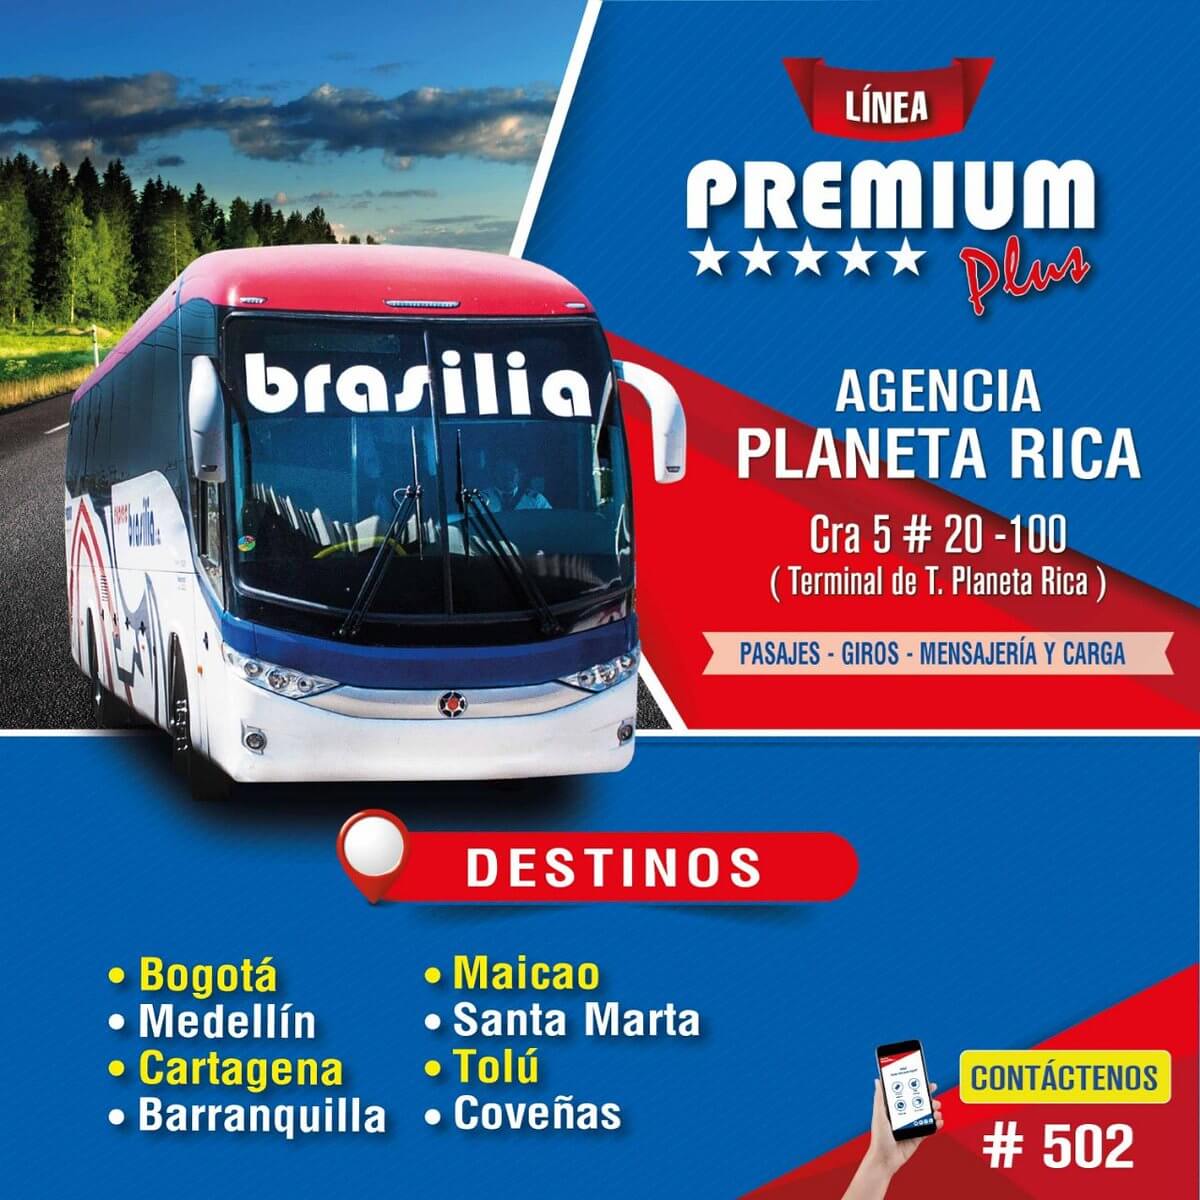 LÍNEA
PREMIUM
Plus
brasilia
brasilia
AGENCIA
PLANETA RICA
Cra 5 # 20 -100
( Terminal de T. Planeta Rica )
PASAJES - GIROS - MENSAJERÍA Y CARGA
DESTINOS
• Bogotá
• Medellín
• Cartagena
• Barranquilla
• Maicao
• Santa Marta
• Tolú
• Coveñas
CONTÁCTENOS
# 502